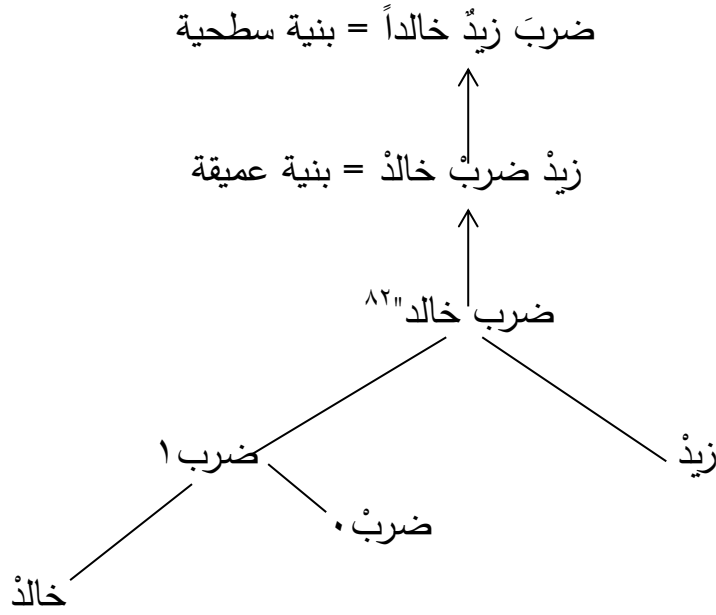 ضربَ زيدٌ خالداً = بنية سطحية
زيدْ ضربْ خالدْ = بنية عميقة
ضرب خالد"٨٢
زيدْ
ضرب١
ضربْ٠
خالدْ